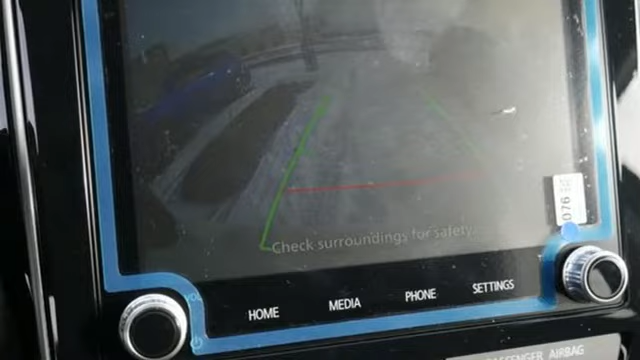 Check surroundings for safety.
076
HOME MEDIA PHONE SETTINGS
PASSENGER AIRBAG